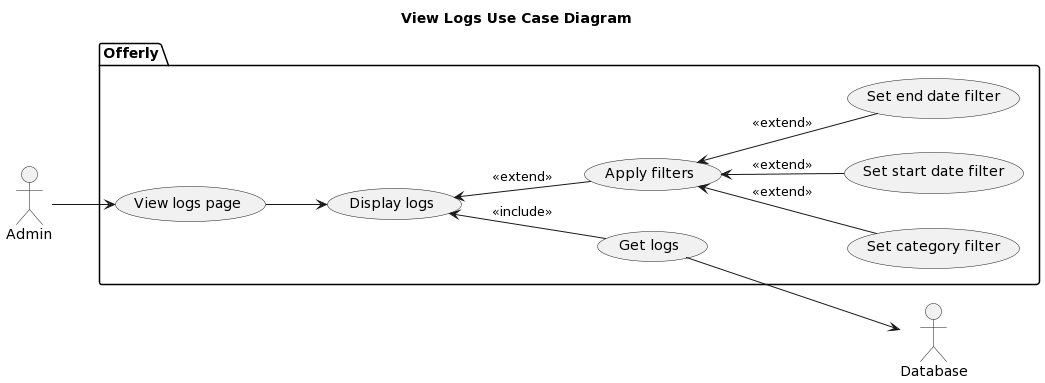 View Logs Use Case Diagram
Offerly
Set end date filter
«extend»
Set start date filter
«extend»
Apply filters
«extend»
«extend»
View logs page
Display logs
«include»
Admin
Get logs
Set category filter
Database